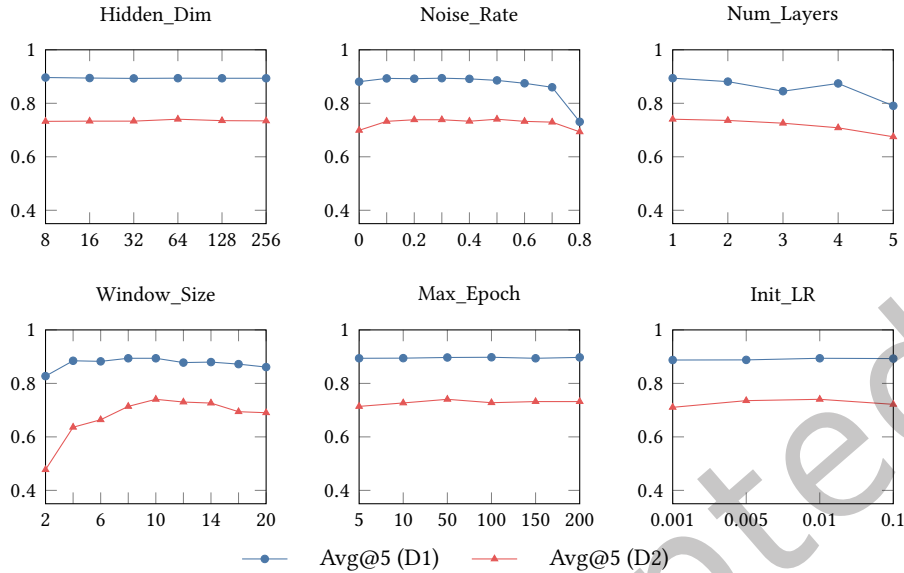 Hidden_Dim Noise_Rate Num_Layers
1 1 1
0.8 0.8 0.8
0.6 0.6 0.6
0.4 0.4 0.4
8 16 32 64 128 256 0 0.2 0.4 0.6 0.8 1 2 3 4 5
Window_Size Max_Epoch Init_LR
1 1 1
0.8 0.8 0.8
0.6 0.6 0.6
0.4 0.4 0.4
2 6 10 14 20 5 10 50 100 150 200 0.001 0.005 0.01 0.1
Avg@5 (D1) Avg@5 (D2)